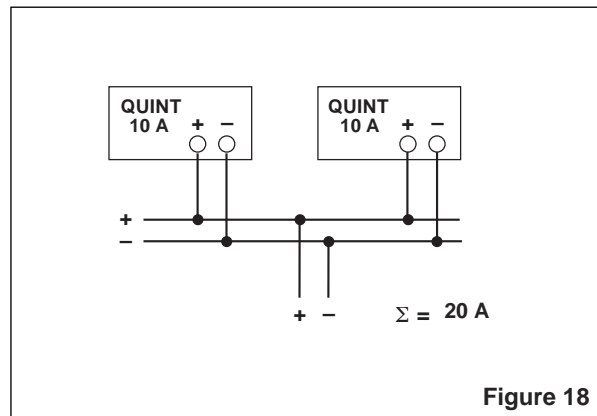 QUINT
10 A + −
QUINT
10 A + −
+
−
+ − Σ = 20 A
Figure 18